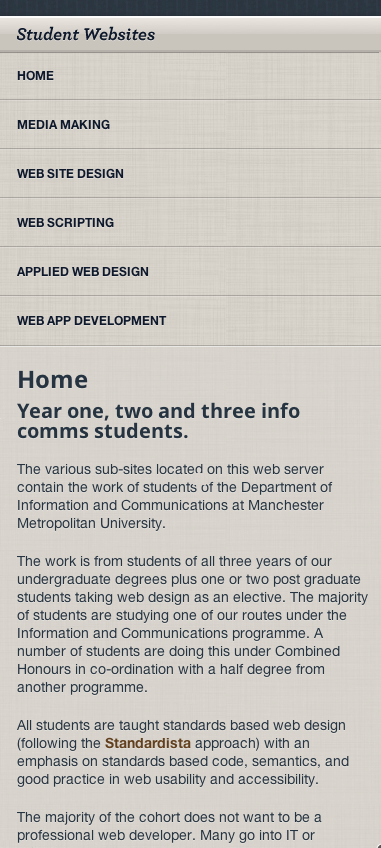 Student Websites
HOME
MEDIA MAKING
WEB SITE DESIGN
WEB SCRIPTING
APPLIED WEB DESIGN
WEB APP DEVELOPMENT
Home
Year one, two and three info
comms students.
The various sub-sites located on this web server
contain the work of students of the Department of
Information and Communications at Manchester
Metropolitan University.
The work is from students of all three years of our
undergraduate degrees plus one or two post graduate
students taking web design as an elective. The majority
of students are studying one of our routes under the
Information and Communications programme. A
number of students are doing this under Combined
Honours in co-ordination with a half degree from
another programme.
All students are taught standards based web design
(following the Standardista approach) with an
emphasis on standards based code, semantics, and
good practice in web usability and accessibility.
The majority of the cohort does not want to be a
professional web developer. Many go into IT or